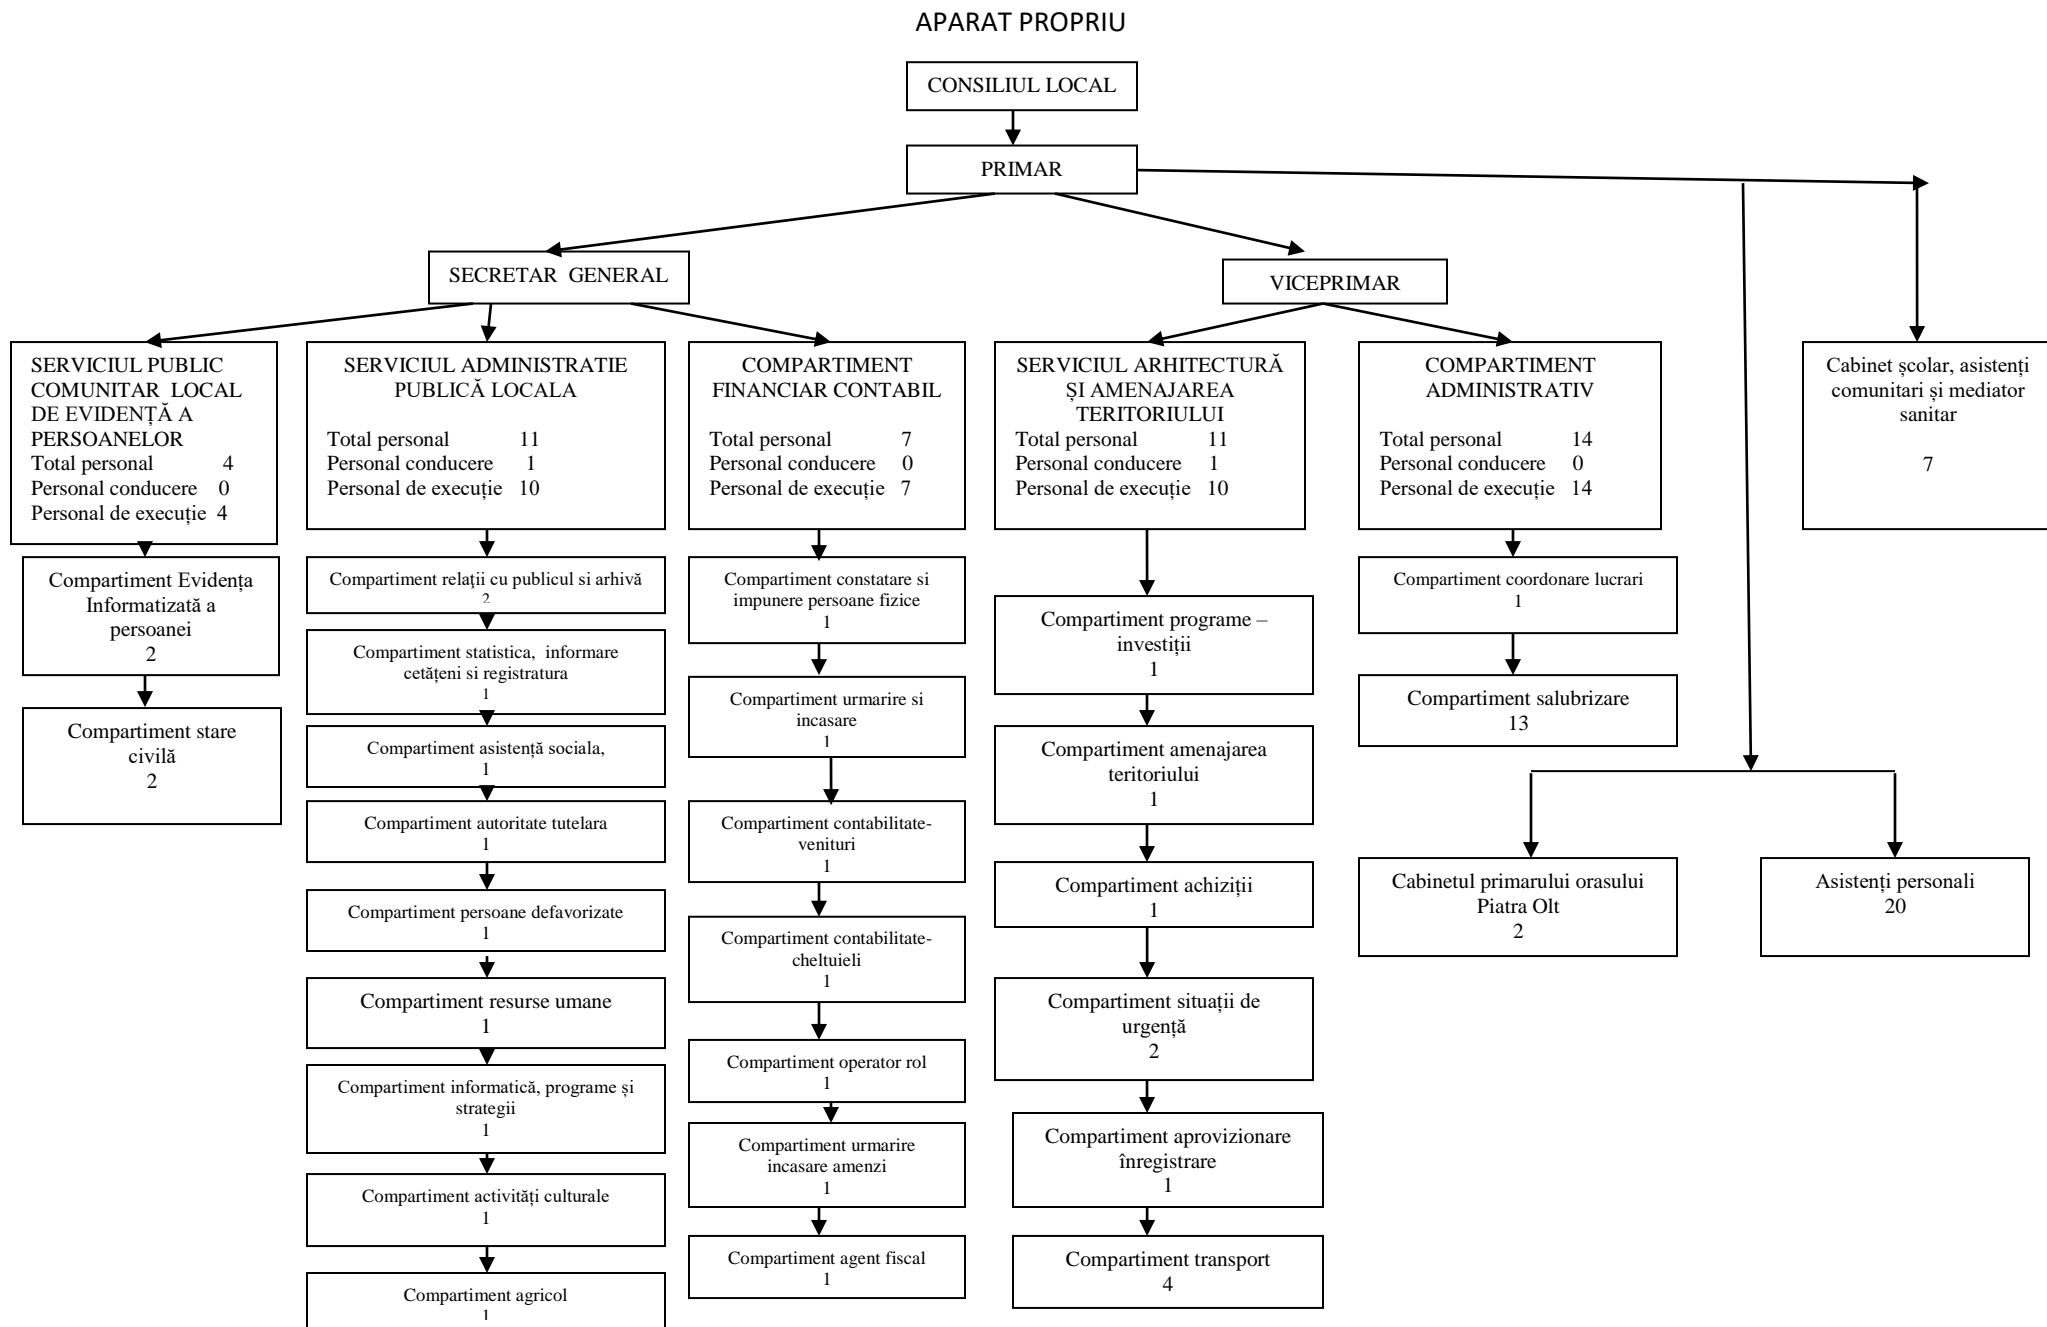 APARAT PROPRIU
CONSILIUL LOCAL
PRIMAR
SECRETAR GENERAL
VICEPRIMAR
SERVICIUL PUBLIC
COMUNITAR LOCAL
DE EVIDENȚĂ A
PERSOANELOR
Total personal 4
Personal conducere 0
Personal de execuție 4
SERVICIUL ADMINISTRATIE
PUBLICĂ LOCALA
Total personal 11
Personal conducere 1
Personal de execuție 10
COMPARTIMENT
FINANCIAR CONTABIL
Total personal 7
Personal conducere 0
Personal de execuție 7
SERVICIUL ARHITECTURĂ
ȘI AMENAJAREA
TERITORIULUI
Total personal 11
Personal conducere 1
Personal de execuție 10
COMPARTIMENT
ADMINISTRATIV
Total personal 14
Personal conducere 0
Personal de execuție 14
Cabinet școlar, asistenți
comunitari și mediator
sanitar
7
Compartiment Evidența
Informatizată a
persoanei
2
Compartiment stare
civilă
2
Compartiment relaţii cu publicul si arhivă
2
Compartiment statistica, informare
cetățeni si registratura
1
Compartiment asistență sociala,
1
Compartiment autoritate tutelara
1
Compartiment persoane defavorizate
1
Compartiment resurse umane
1
Compartiment informatică, programe și
strategii
1
Compartiment activități culturale
1
Compartiment agricol
1
Compartiment constatare si
impunere persoane fizice
1
Compartiment urmarire si
incasare
1
Compartiment contabilitate-
venituri
1
Compartiment contabilitate-
cheltuieli
1
Compartiment operator rol
1
Compartiment urmarire
incasare amenzi
1
Compartiment agent fiscal
1
Compartiment programe –
investiții
1
Compartiment amenajarea
teritoriului
1
Compartiment achiziții
1
Compartiment situații de
urgență
2
Compartiment aprovizionare
înregistrare
1
Compartiment transport
4
Compartiment coordonare lucrari
1
Compartiment salubrizare
13
Cabinetul primarului orasului
Piatra Olt
2
Asistenți personali
20